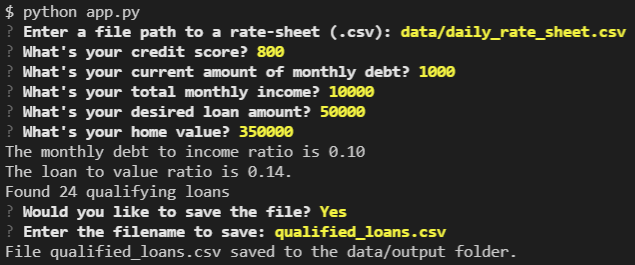 $ python app.py
? Enter a file path to a rate-sheet (.csv): data/daily_rate_sheet.csv
? What's your credit score? 800
? What's your current amount of monthly debt? 1000
? What's your total monthly income? 10000
? What's your desired loan amount? 50000
? What's your home value? 350000
The monthly debt to income ratio is 0.10
The loan to value ratio is 0.14.
Found 24 qualifying loans
? Would you like to save the file? Yes
? Enter the filename to save: qualified_loans.csv
File qualified_loans.csv saved to the data/output folder.